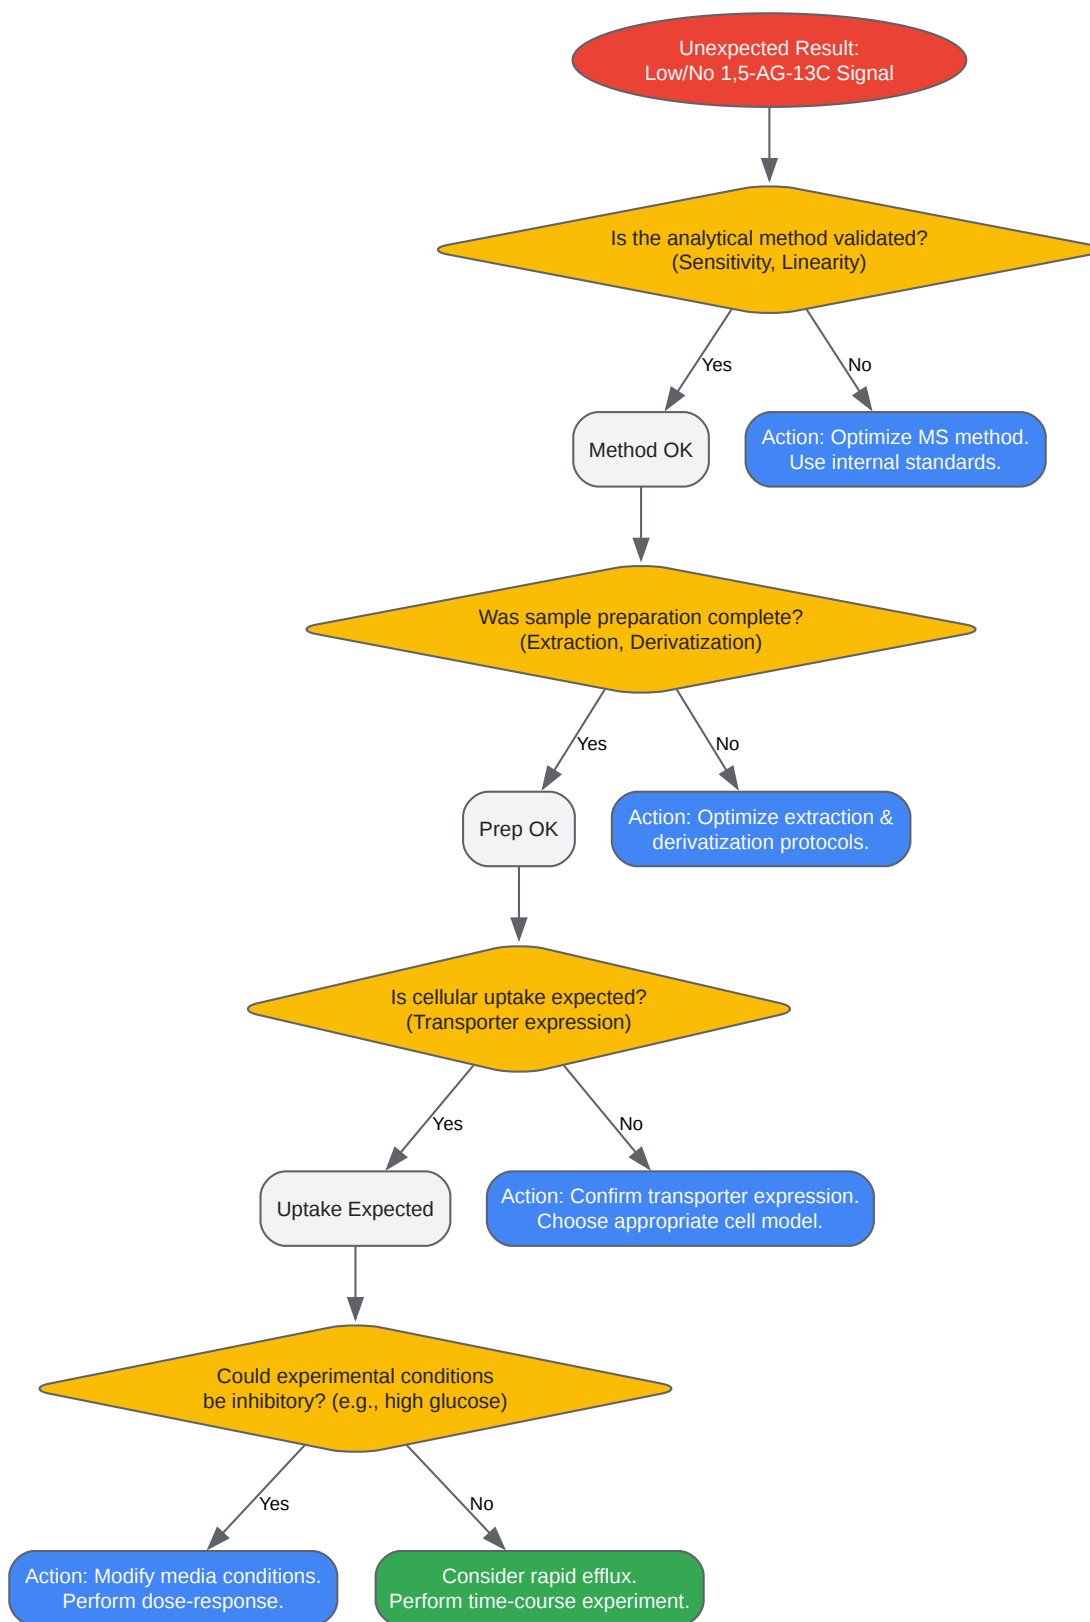 Unexpected Result:
Low/No 1,5-AG-13C Signal
Is the analytical method validated?
(Sensitivity, Linearity)
Yes
No
Method OK
Action: Optimize MS method.
Use internal standards.
Was sample preparation complete?
(Extraction, Derivatization)
Yes
No
Prep OK
Action: Optimize extraction &
derivatization protocols.
Is cellular uptake expected?
(Transporter expression)
Yes
No
Uptake Expected
Action: Confirm transporter expression.
Choose appropriate cell model.
Could experimental conditions
be inhibitory? (e.g., high glucose)
Yes
No
Action: Modify media conditions.
Perform dose-response.
Consider rapid efflux.
Perform time-course experiment.